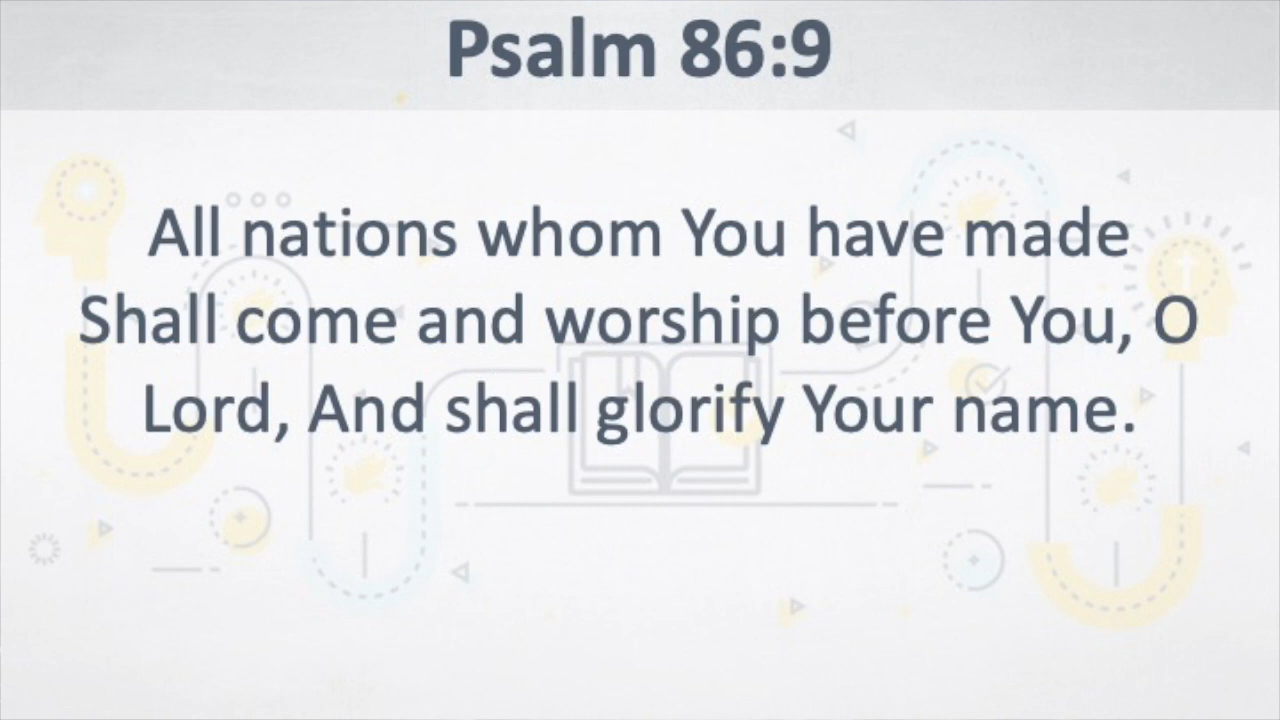 Psalm 86:9
All nations whom You have made
Shall come and worship before You, O
Lord, And shall glorify Your name.